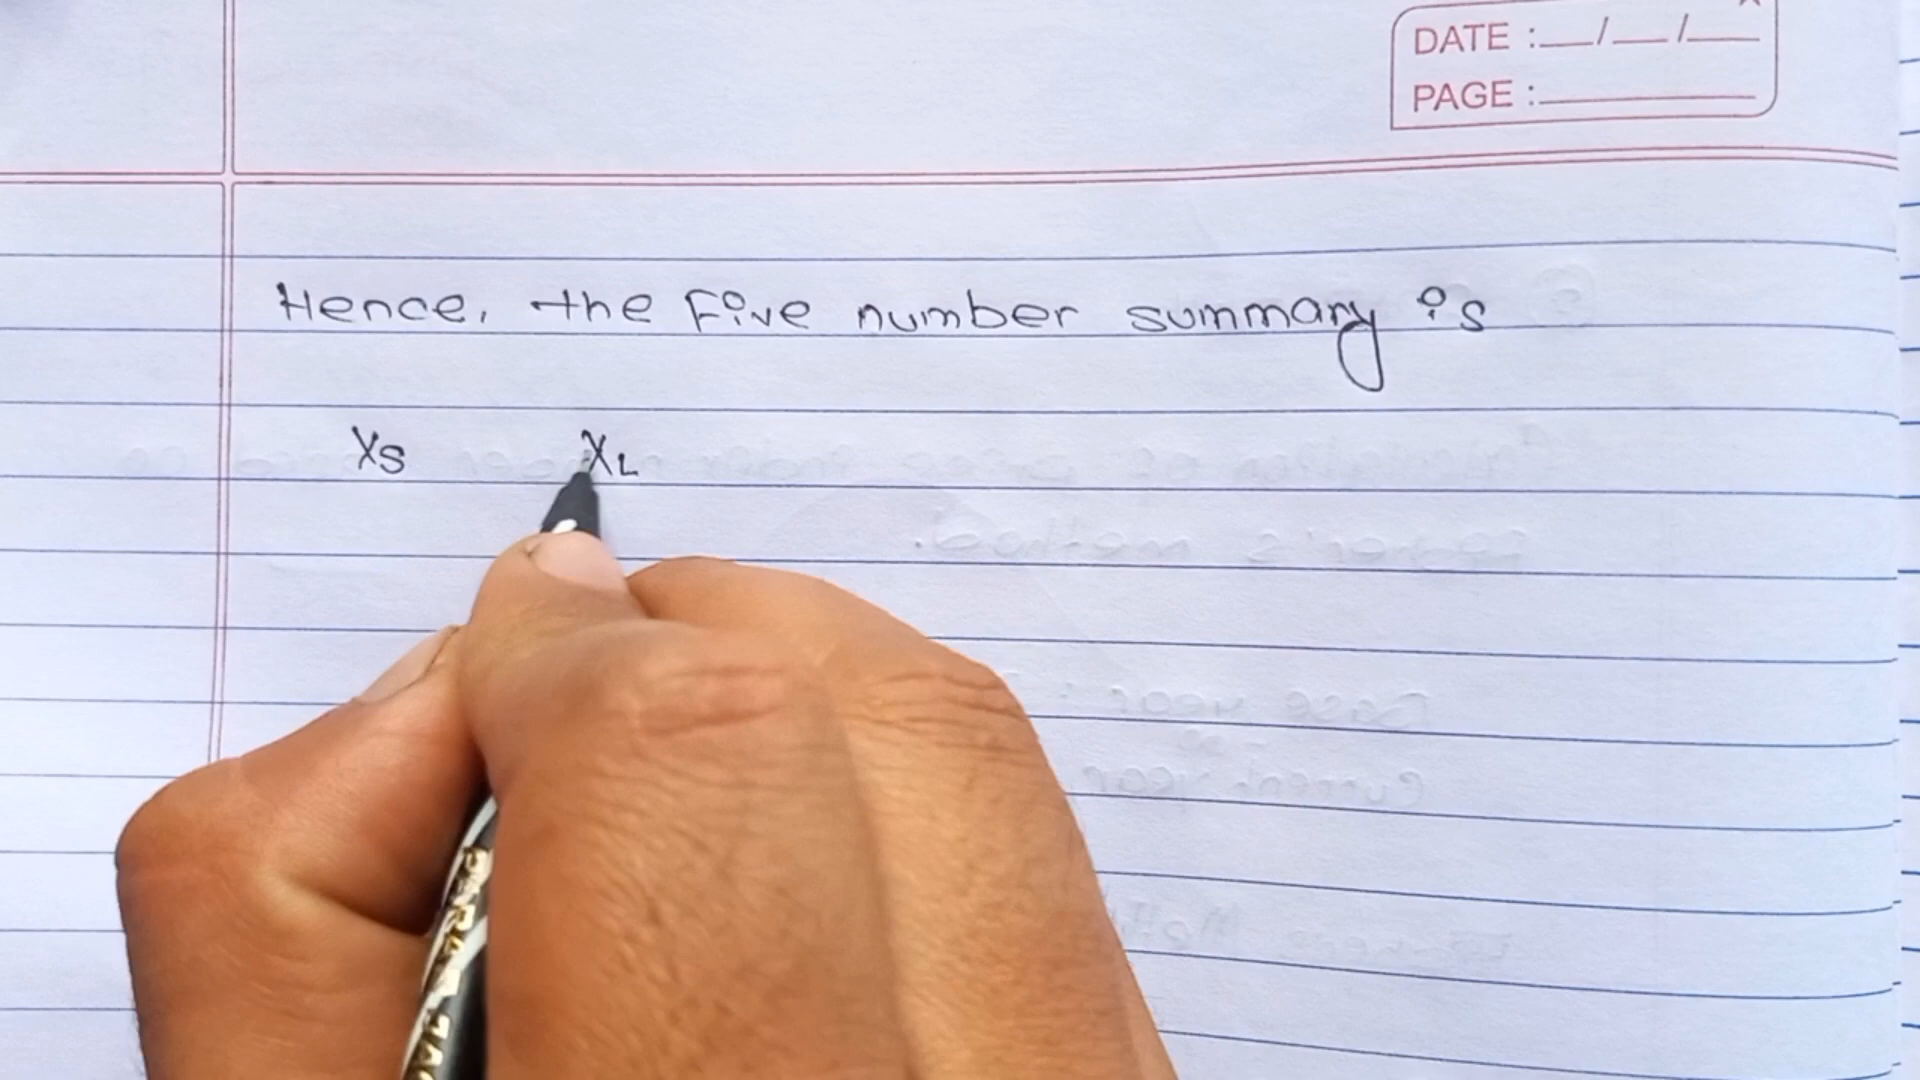 DATE : __/__/__
PAGE : ______
Hence, the Five number summary is
Xs XL